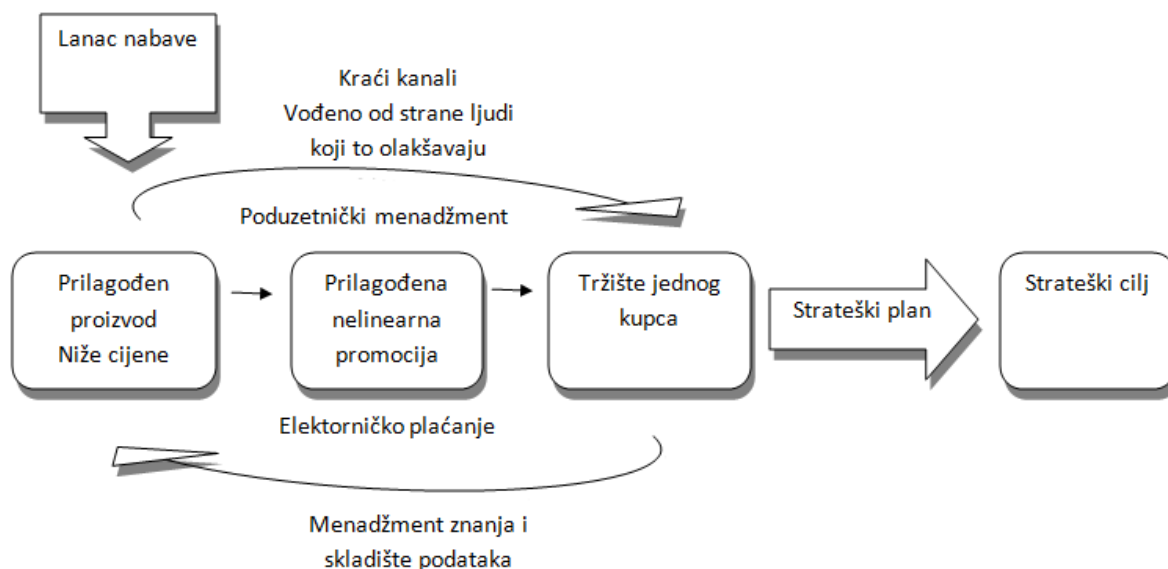 Lanac nabave
Kraći kanali
Vođeno od strane ljudi
koji to olakšavaju
Poduzetnički menadžment
Prilagođen
proizvod
Niže cijene
Prilagođena
nelinearna
promocija
Tržište jednog
kupca
Strateški plan
Strateški cilj
Elektorničko plaćanje
Menadžment znanja i
skladište podataka